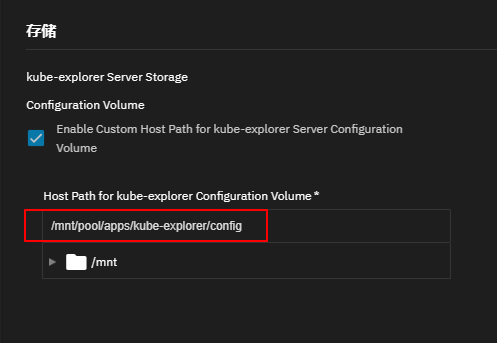 存储
kube-explorer Server Storage
Configuration Volume
Enable Custom Host Path for kube-explorer Server Configuration
Volume
Host Path for kube-explorer Configuration Volume *
/mnt/pool/apps/kube-explorer/config
/mnt